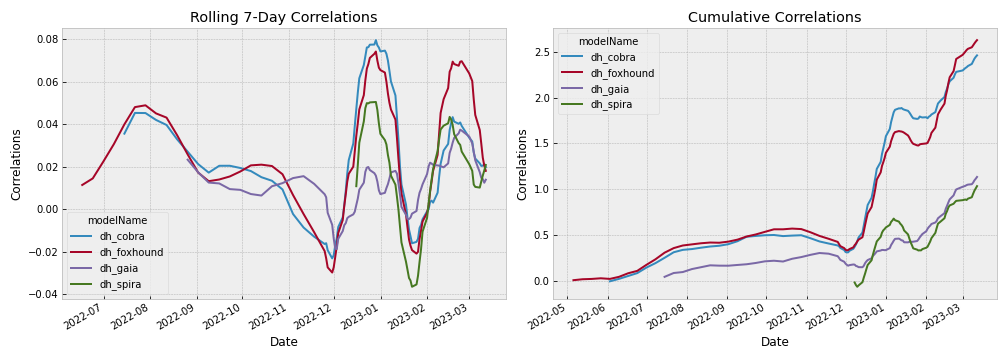 Rolling 7-Day Correlations
Correlations
0.08
0.06
0.04
0.02
0.00
−0.02
−0.04
modelName
dh_cobra
dh_foxhound
dh_gaia
dh_spira
2022-07
2022-08
2022-09
2022-10
2022-11
2022-12
2023-01
2023-02
2023-03
Date
Cumulative Correlations
Correlations
2.5
2.0
1.5
1.0
0.5
0.0
modelName
dh_cobra
dh_foxhound
dh_gaia
dh_spira
2022-05
2022-06
2022-07
2022-08
2022-09
2022-10
2022-11
2022-12
2023-01
2023-02
2023-03
Date